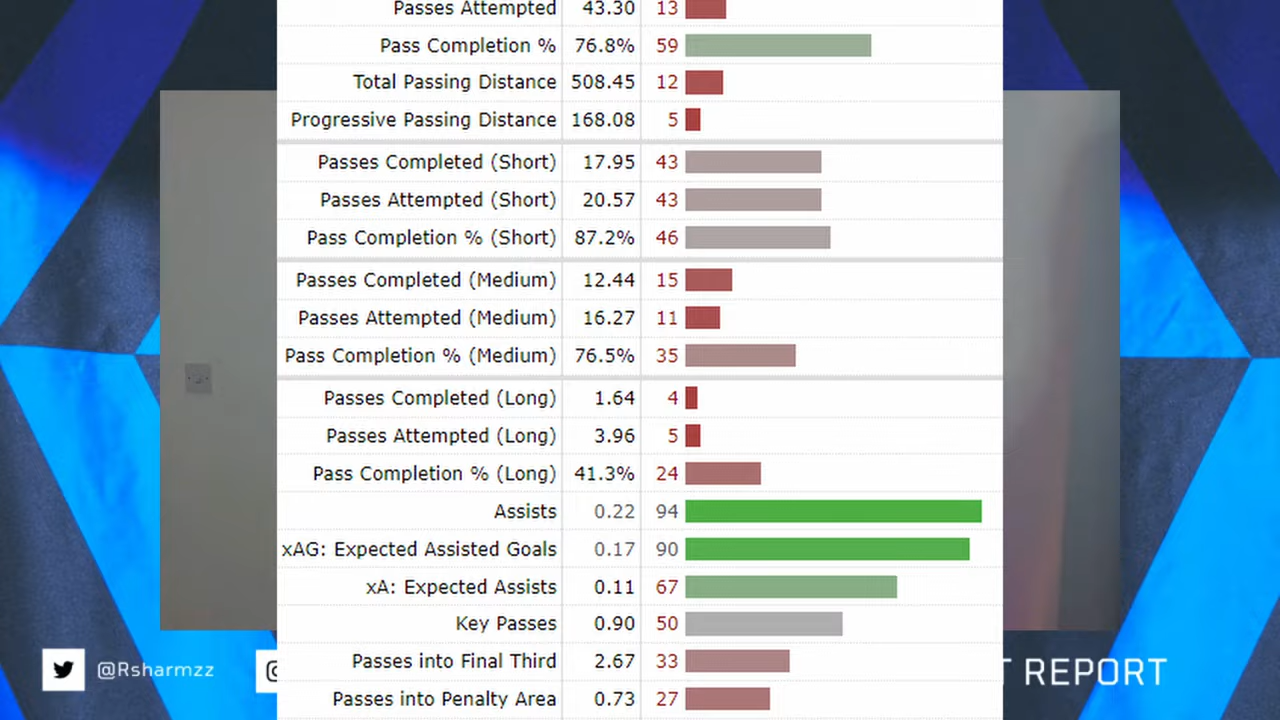 Passes Attempted 43.30 13
Pass Completion % 76.8% 59
Total Passing Distance 508.45 12
Progressive Passing Distance 168.08 5
Passes Completed (Short) 17.95 43
Passes Attempted (Short) 20.57 43
Pass Completion % (Short) 87.2% 46
Passes Completed (Medium) 12.44 15
Passes Attempted (Medium) 16.27 11
Pass Completion % (Medium) 76.5% 35
Passes Completed (Long) 1.64 4
Passes Attempted (Long) 3.96 5
Pass Completion % (Long) 41.3% 24
Assists 0.22 94
xAG: Expected Assisted Goals 0.17 90
xA: Expected Assists 0.11 67
Key Passes 0.90 50
Passes into Final Third 2.67 33
Passes into Penalty Area 0.73 27
@Rsharmzz
T REPORT